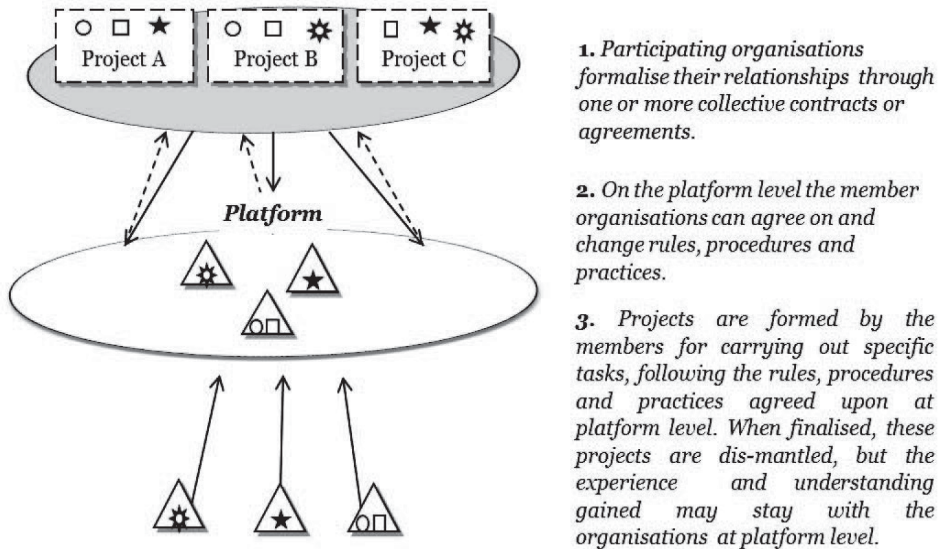 Project A
Project B
Project C
Platform
1. Participating organisations
formalise their relationships through
one or more collective contracts or
agreements.
2. On the platform level the member
organisations can agree on and
change rules, procedures and
practices.
3. Projects are formed by the
members for carrying out specific
tasks, following the rules, procedures
and practices agreed upon at
platform level. When finalised, these
projects are dis-mantled, but the
experience and understanding
gained may stay with the
organisations at platform level.